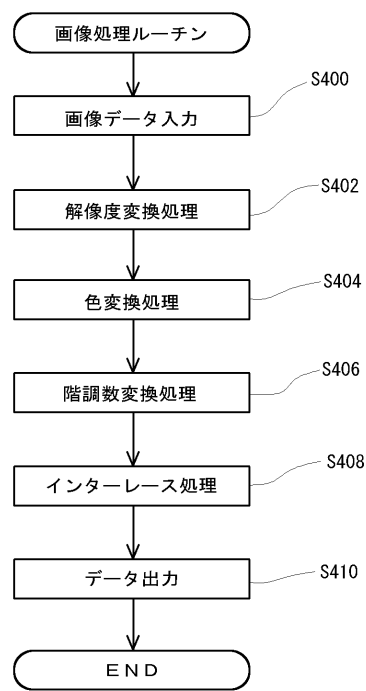 画像処理ルーチン
S400
画像データ入力
S402
解像度変換処理
S404
色変換処理
S406
階調数変換処理
S408
インターレース処理
S410
データ出力
END